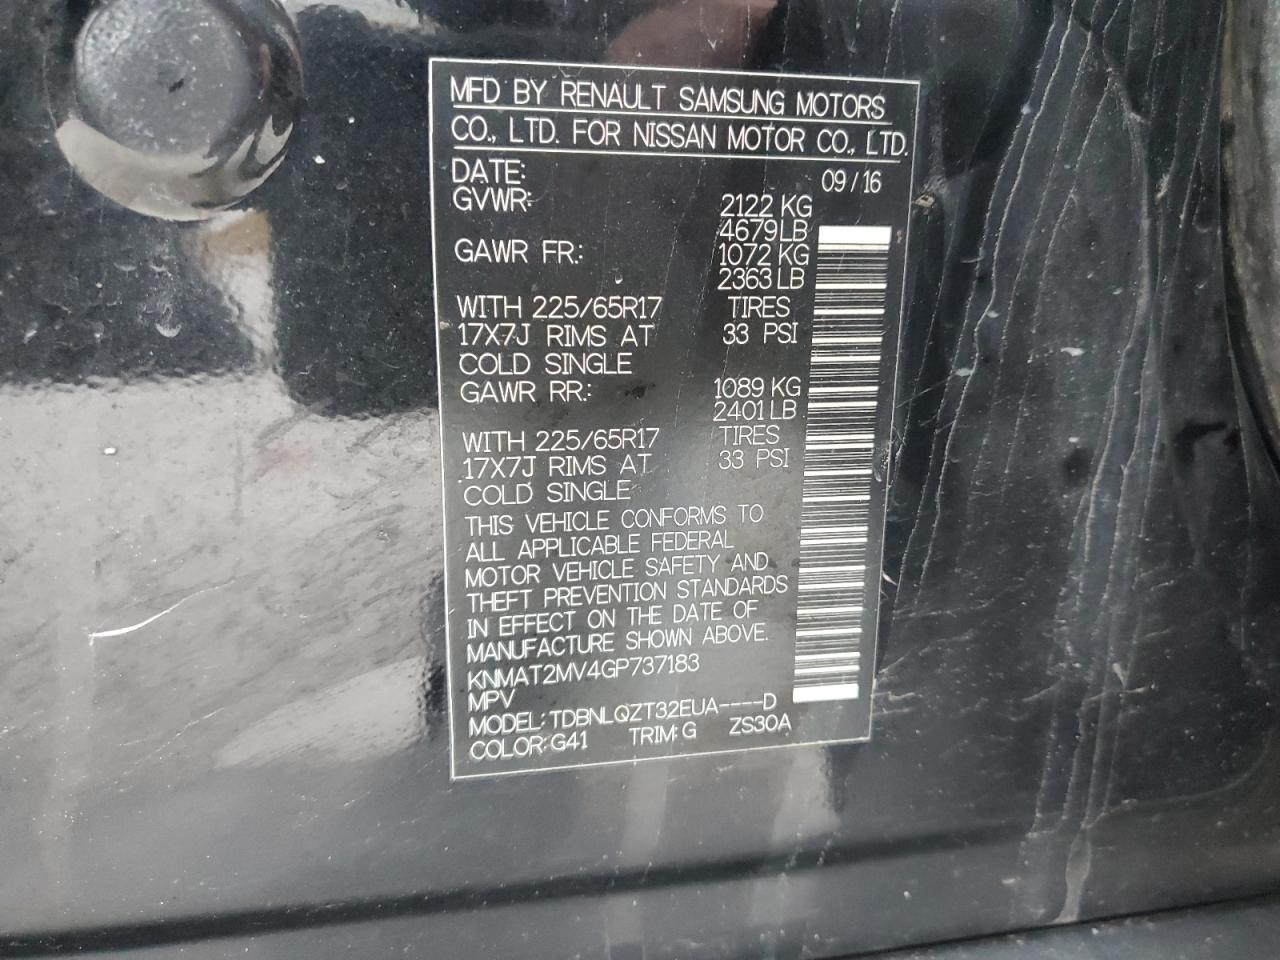 MFD BY RENAULT SAMSUNG MOTORS
CO., LTD. FOR NISSAN MOTOR CO., LTD.
DATE: 09/16
GVWR: 2122 KG
4679 LB
GAWR FR.: 1072 KG
2363 LB
WITH 225/65R17 TIRES
17X7J RIMS AT 33 PSI
COLD SINGLE
GAWR RR.: 1089 KG
2401 LB
WITH 225/65R17 TIRES
17X7J RIMS AT 33 PSI
COLD SINGLE
THIS VEHICLE CONFORMS TO
ALL APPLICABLE FEDERAL
MOTOR VEHICLE SAFETY AND
THEFT PREVENTION STANDARDS
IN EFFECT ON THE DATE OF
MANUFACTURE SHOWN ABOVE.
KNMAT2MV4GP737183
MPV
MODEL: TDBNLQZT32EUA----D
COLOR: G41 TRIM: G ZS30A